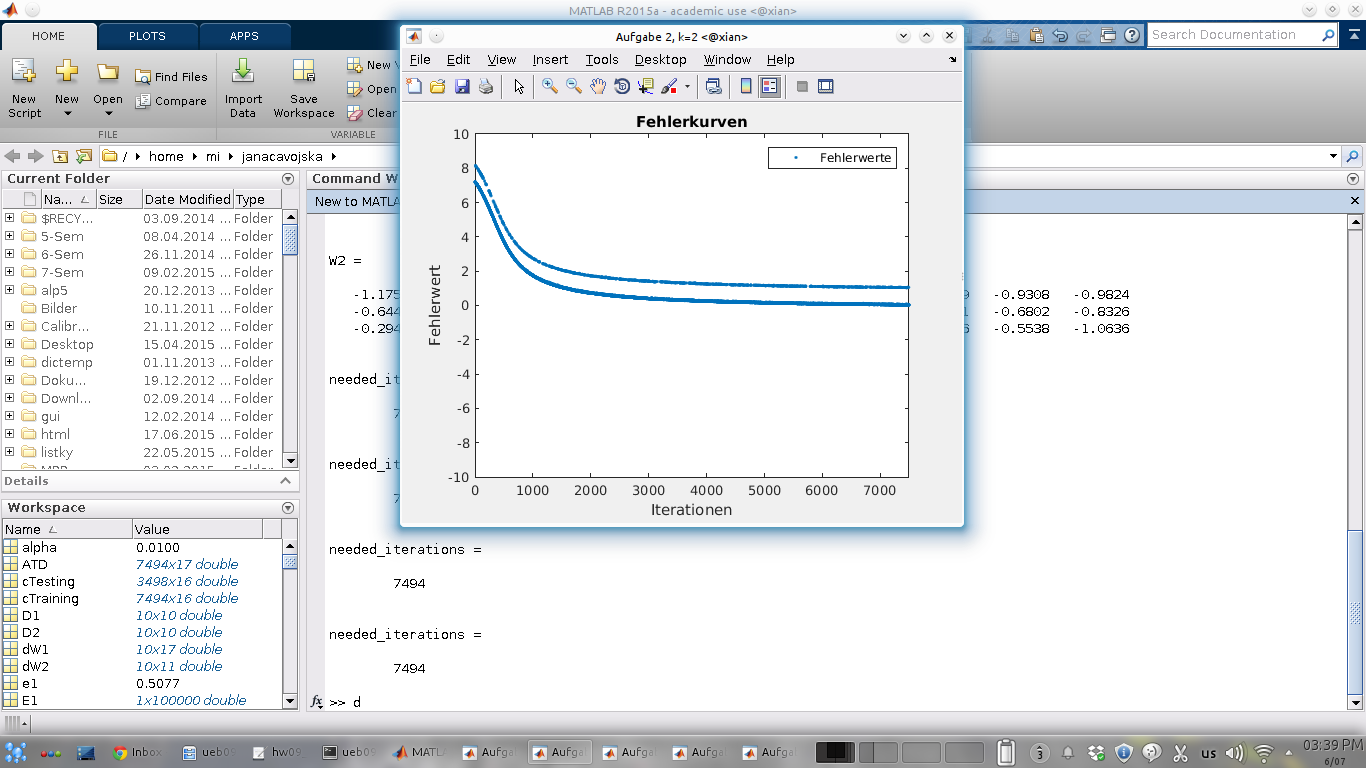 MATLAB R2015a - academic use <@xian>
HOME PLOTS APPS
Search Documentation
New Script
New
Open
Find Files
Compare
Import Data
Save Workspace
New
Open
Clear
FILE
VARIABLE
/ home mi janacavojska
Current Folder
Na... Size Date Modified Type
$RECY... 03.09.2014 ... Folder
5-Sem 08.04.2014 ... Folder
6-Sem 26.11.2014 ... Folder
7-Sem 09.02.2015 ... Folder
alp5 20.12.2013 ... Folder
Bilder 10.11.2011 ... Folder
Calibr... 21.11.2012 ... Folder
Desktop 15.04.2015 ... Folder
dictemp 01.11.2013 ... Folder
Doku... 19.12.2012 ... Folder
Downl... 02.09.2014 ... Folder
gui 12.02.2014 ... Folder
html 17.06.2015 ... Folder
listky 22.05.2015 ... Folder
Details
Workspace
Name Value
alpha 0.0100
ATD 7494x17 double
cTesting 3498x16 double
cTraining 7494x16 double
D1 10x10 double
D2 10x10 double
dW1 10x17 double
dW2 10x11 double
e1 0.5077
E1 1x100000 double
Command W
New to MATLA
W2 =
-1.175 -0.9308 -0.9824
-0.644 -0.6802 -0.8326
-0.294 -0.5538 -1.0636
needed_it
7
needed_it
7
needed_iterations =
7494
needed_iterations =
7494
fx >> d
Aufgabe 2, k=2 <@xian>
File Edit View Insert Tools Desktop Window Help
Fehlerkurven
Fehlerwerte
Fehlerwert
10
8
6
4
2
0
-2
-4
-6
-8
-10
0 1000 2000 3000 4000 5000 6000 7000
Iterationen
Inbox
ueb09
hw09
ueb09
MATL
Aufga
Aufga
Aufga
Aufga
Aufga
3
us
03:39 PM
6/07